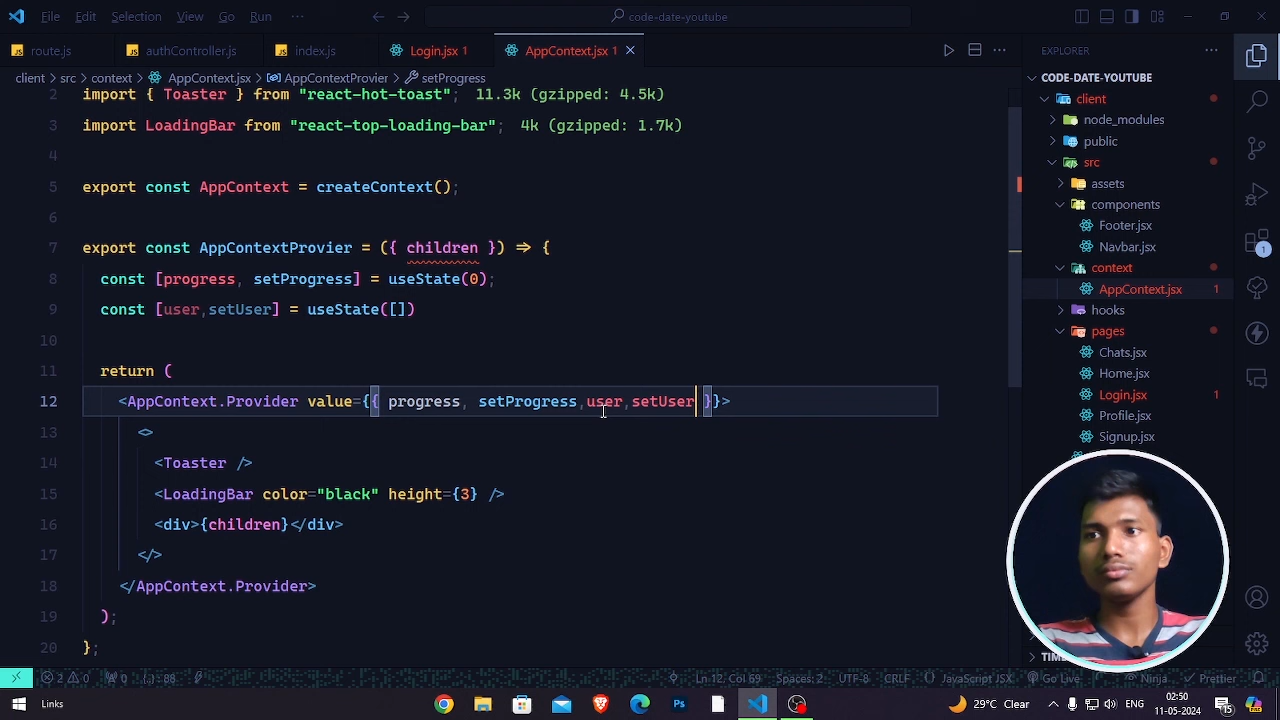 File Edit Selection View Go Run ··· ← → code-date-youtube
route.js authController.js index.js Login.jsx 1 AppContext.jsx 1
EXPLORER
client > src > context > AppContext.jsx > AppContextProvier > setProgress
2 import { Toaster } from "react-hot-toast"; 11.3k (gzipped: 4.5k)
3 import LoadingBar from "react-top-loading-bar"; 4k (gzipped: 1.7k)
4
5 export const AppContext = createContext();
6
7 export const AppContextProvier = ({ children }) => {
8 const [progress, setProgress] = useState(0);
9 const [user,setUser] = useState([])
10
11 return (
12 <AppContext.Provider value={{ progress, setProgress,user,setUser }}>
13 <>
14 <Toaster />
15 <LoadingBar color="black" height={3} />
16 <div>{children}</div>
17 </>
18 </AppContext.Provider>
19 );
20 };
CODE-DATE-YOUTUBE
client
node_modules
public
src
assets
components
Footer.jsx
Navbar.jsx
context
AppContext.jsx 1
hooks
pages
Chats.jsx
Home.jsx
Login.jsx 1
Profile.jsx
Signup.jsx
1
2 0 0 {..}: 88 Ln 12, Col 69 Spaces: 2 UTF-8 CRLF {} JavaScript JSX Go Live Ninja Prettier
Links 29°C Clear 02:50
11-05-2024